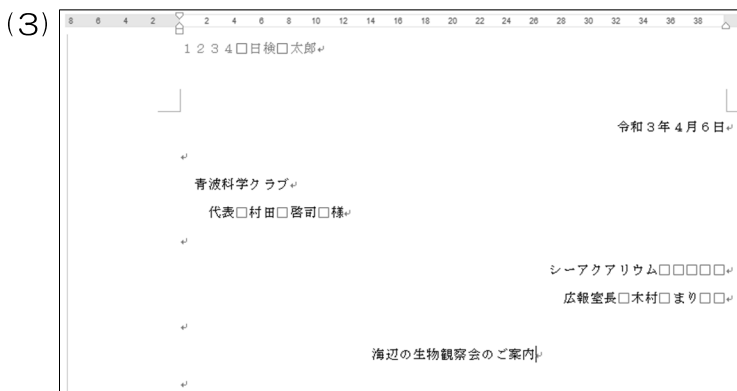 (3)
8 6 4 2 2 4 6 8 10 12 14 16 18 20 22 24 26 28 30 32 34 36 38
1234□日検□太郎↵
令和3年4月6日↵
↵
青波科学クラブ↵
代表□村田□啓司□様↵
↵
シーアクアリウム□□□□□↵
広報室長□木村□まり□□↵
↵
海辺の生物観察会のご案内↵
↵